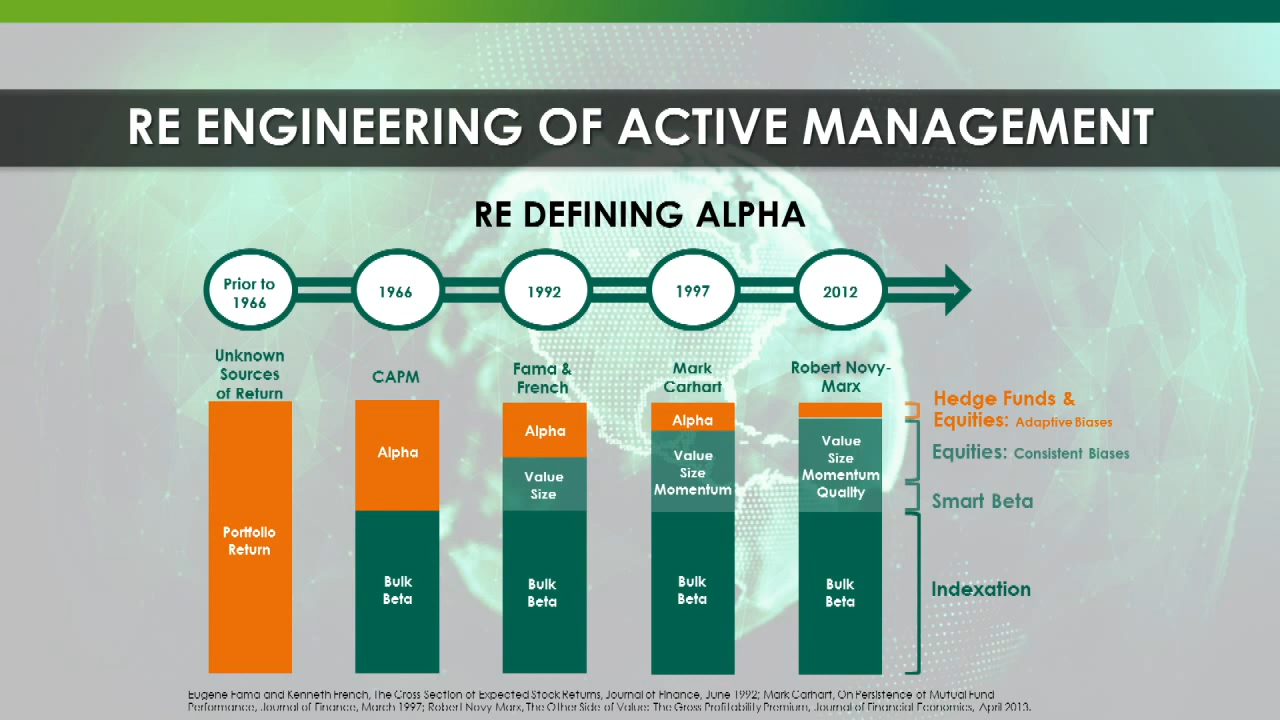 RE ENGINEERING OF ACTIVE MANAGEMENT
RE DEFINING ALPHA
Prior to
1966
1966
1992
1997
2012
Unknown
Sources
of Return
CAPM
Fama &
French
Mark
Carhart
Robert Novy-
Marx
Portfolio
Return
Alpha
Bulk
Beta
Alpha
Value
Size
Bulk
Beta
Alpha
Value
Size
Momentum
Bulk
Beta
Value
Size
Momentum
Quality
Bulk
Beta
Hedge Funds &
Equities: Adaptive Biases
Equities: Consistent Biases
Smart Beta
Indexation
Eugene Fama and Kenneth French, The Cross Section of Expected Stock Returns, Journal of Finance, June 1992; Mark Carhart, On Persistence of Mutual Fund
Performance, Journal of Finance, March 1997; Robert Novy Marx, The Other Side of Value: The Gross Profitability Premium, Journal of Financial Economics, April 2013.